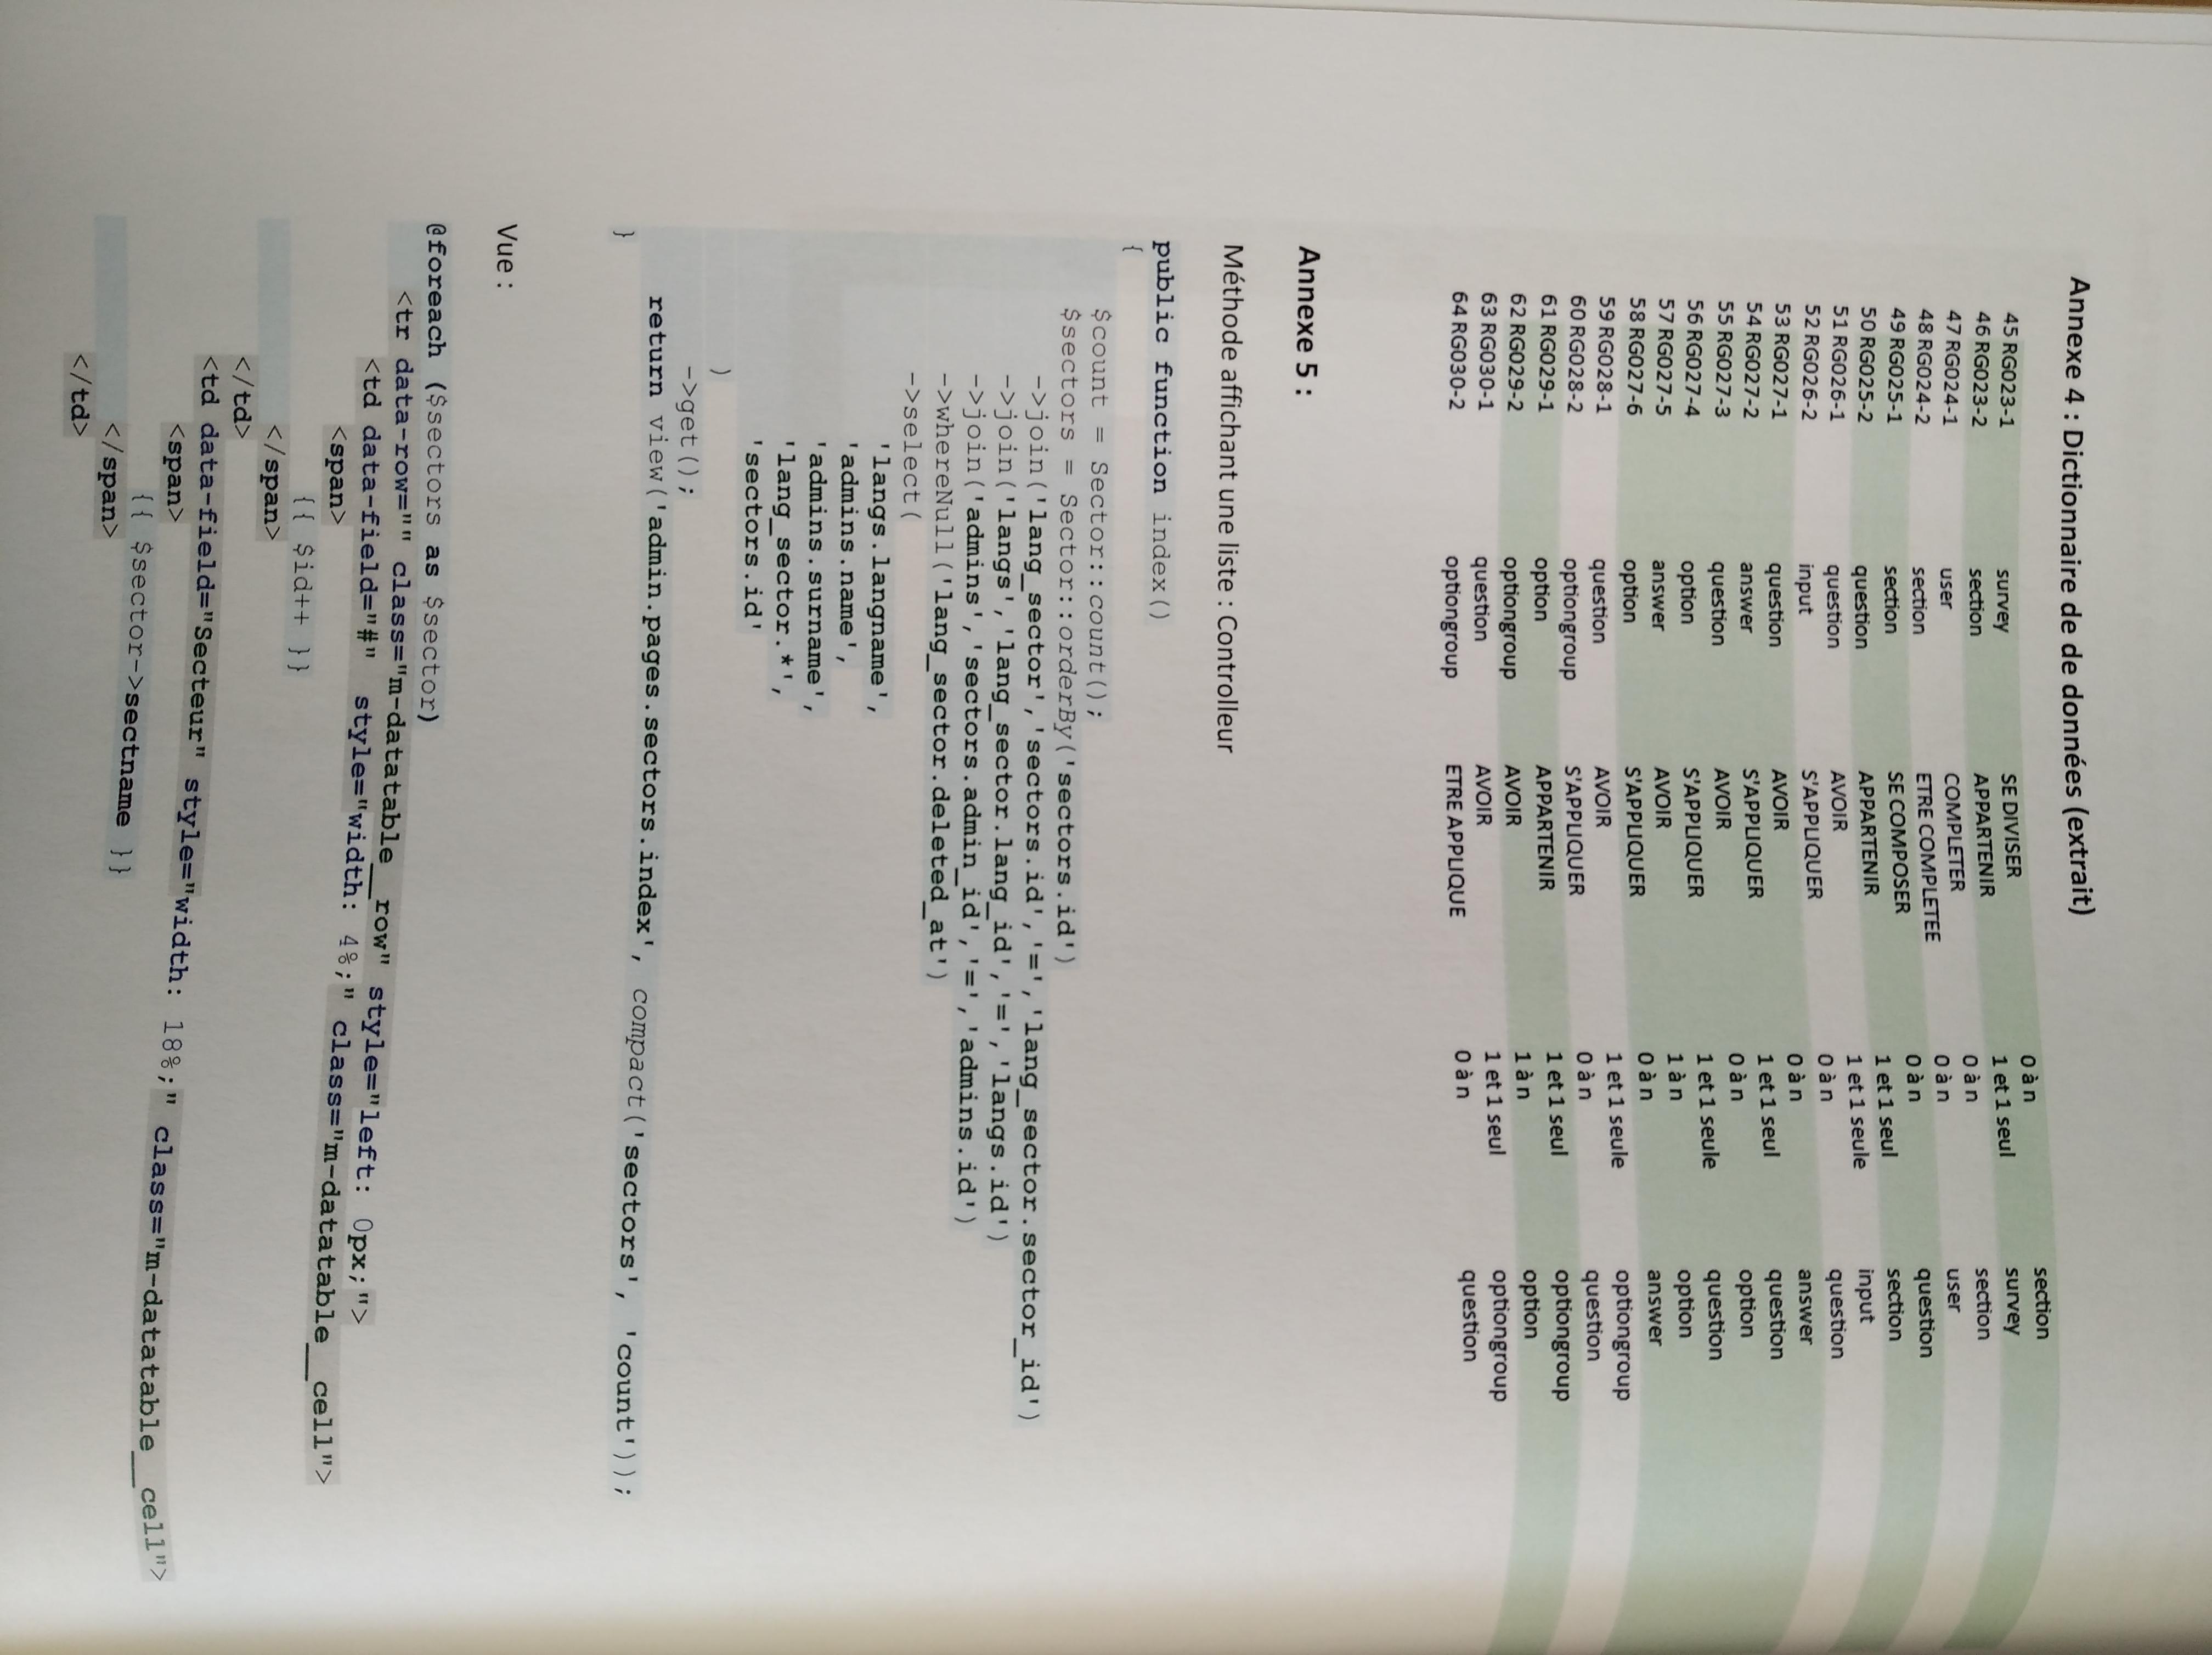 Annexe 4 : Dictionnaire de données (extrait)
45 RG023-1 survey SE DIVISER 0 à n section
46 RG023-2 section APPARTENIR 1 et 1 seul survey
47 RG024-1 user COMPLETER 0 à n section
48 RG024-2 section ETRE COMPLETEE 0 à n user
49 RG025-1 section SE COMPOSER 0 à n question
50 RG025-2 question APPARTENIR 1 et 1 seul section
51 RG026-1 question AVOIR 1 et 1 seule input
52 RG026-2 input S'APPLIQUER 0 à n question
53 RG027-1 question AVOIR 0 à n answer
54 RG027-2 answer S'APPLIQUER 1 et 1 seul question
55 RG027-3 question AVOIR 0 à n option
56 RG027-4 option S'APPLIQUER 1 et 1 seule question
57 RG027-5 answer AVOIR 1 à n option
58 RG027-6 option S'APPLIQUER 0 à n answer
59 RG028-1 question AVOIR 1 et 1 seule optiongroup
60 RG028-2 optiongroup S'APPLIQUER 0 à n question
61 RG029-1 option APPARTENIR 1 et 1 seul optiongroup
62 RG029-2 optiongroup AVOIR 1 à n option
63 RG030-1 question AVOIR 1 et 1 seul optiongroup
64 RG030-2 optiongroup ETRE APPLIQUE 0 à n question
Annexe 5 :
Méthode affichant une liste : Controlleur
public function index()
{
$count = Sector::count();
$sectors = Sector::orderBy('sectors.id')
->join('lang_sector','sectors.id','=','lang_sector.sector_id')
->join('langs','lang_sector.lang_id','=','langs.id')
->join('admins','sectors.admin_id','=','admins.id')
->whereNull('lang_sector.deleted_at')
->select(
'langs.langname',
'admins.name',
'admins.surname',
'lang_sector.*',
'sectors.id'
)
->get();
return view('admin.pages.sectors.index', compact('sectors', 'count'));
}
Vue :
@foreach ($sectors as $sector)
<tr data-row="" class="m-datatable__row" style="left: 0px;">
<td data-field="#" style="width: 4%;" class="m-datatable__cell">
<span>
{{ $id++ }}
</span>
</td>
<td data-field="Secteur" style="width: 18%;" class="m-datatable__cell">
<span>
{{ $sector->sectname }}
</span>
</td>